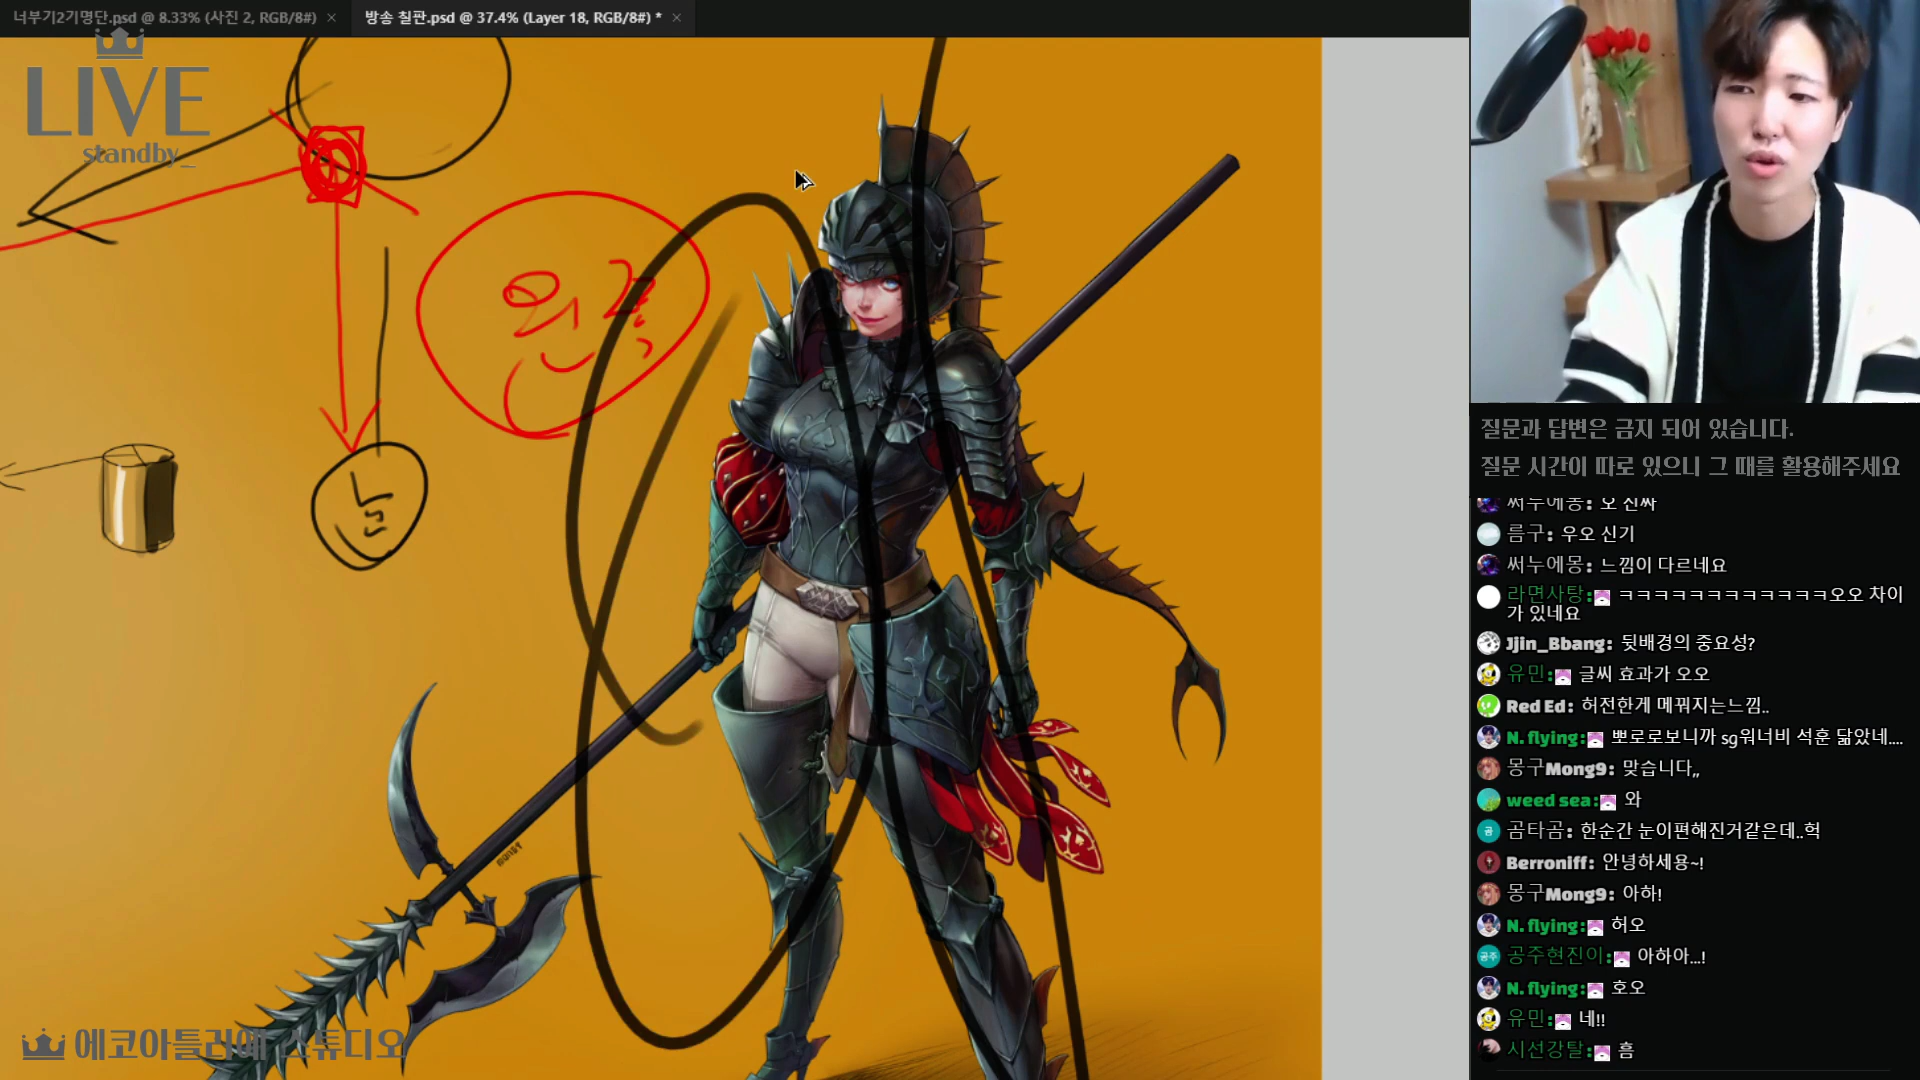 너부기2기명단.psd @ 8.33% (사진 2, RGB/8#) ×
방송 칠판.psd @ 37.4% (Layer 18, RGB/8#) * ×
LIVE
standby_
왼쪽
눈
에코아틀리에 스튜디오
질문과 답변은 금지 되어 있습니다.
질문 시간이 따로 있으니 그 때를 활용해주세요
써누에몽: 오 진짜
름구: 우오 신기
써누에몽: 느낌이 다르네요
라면사탕: ㅋㅋㅋㅋㅋㅋㅋㅋㅋㅋㅋㅋ오오 차이
가 있네요
Jjin_Bbang: 뒷배경의 중요성?
유민: 글씨 효과가 오오
Red Ed: 허전한게 메꿔지는느낌..
N. flying: 뽀로로보니까 sg워너비 석훈 닮았네....
몽구Mong9: 맞습니다,,
weed sea: 와
곰타곰: 한순간 눈이편해진거같은데..헉
Berroniff: 안녕하세용~!
몽구Mong9: 아하!
N. flying: 허오
공주현진이: 아하아...!
N. flying: 호오
유민: 네!!
시선강탈: 흠